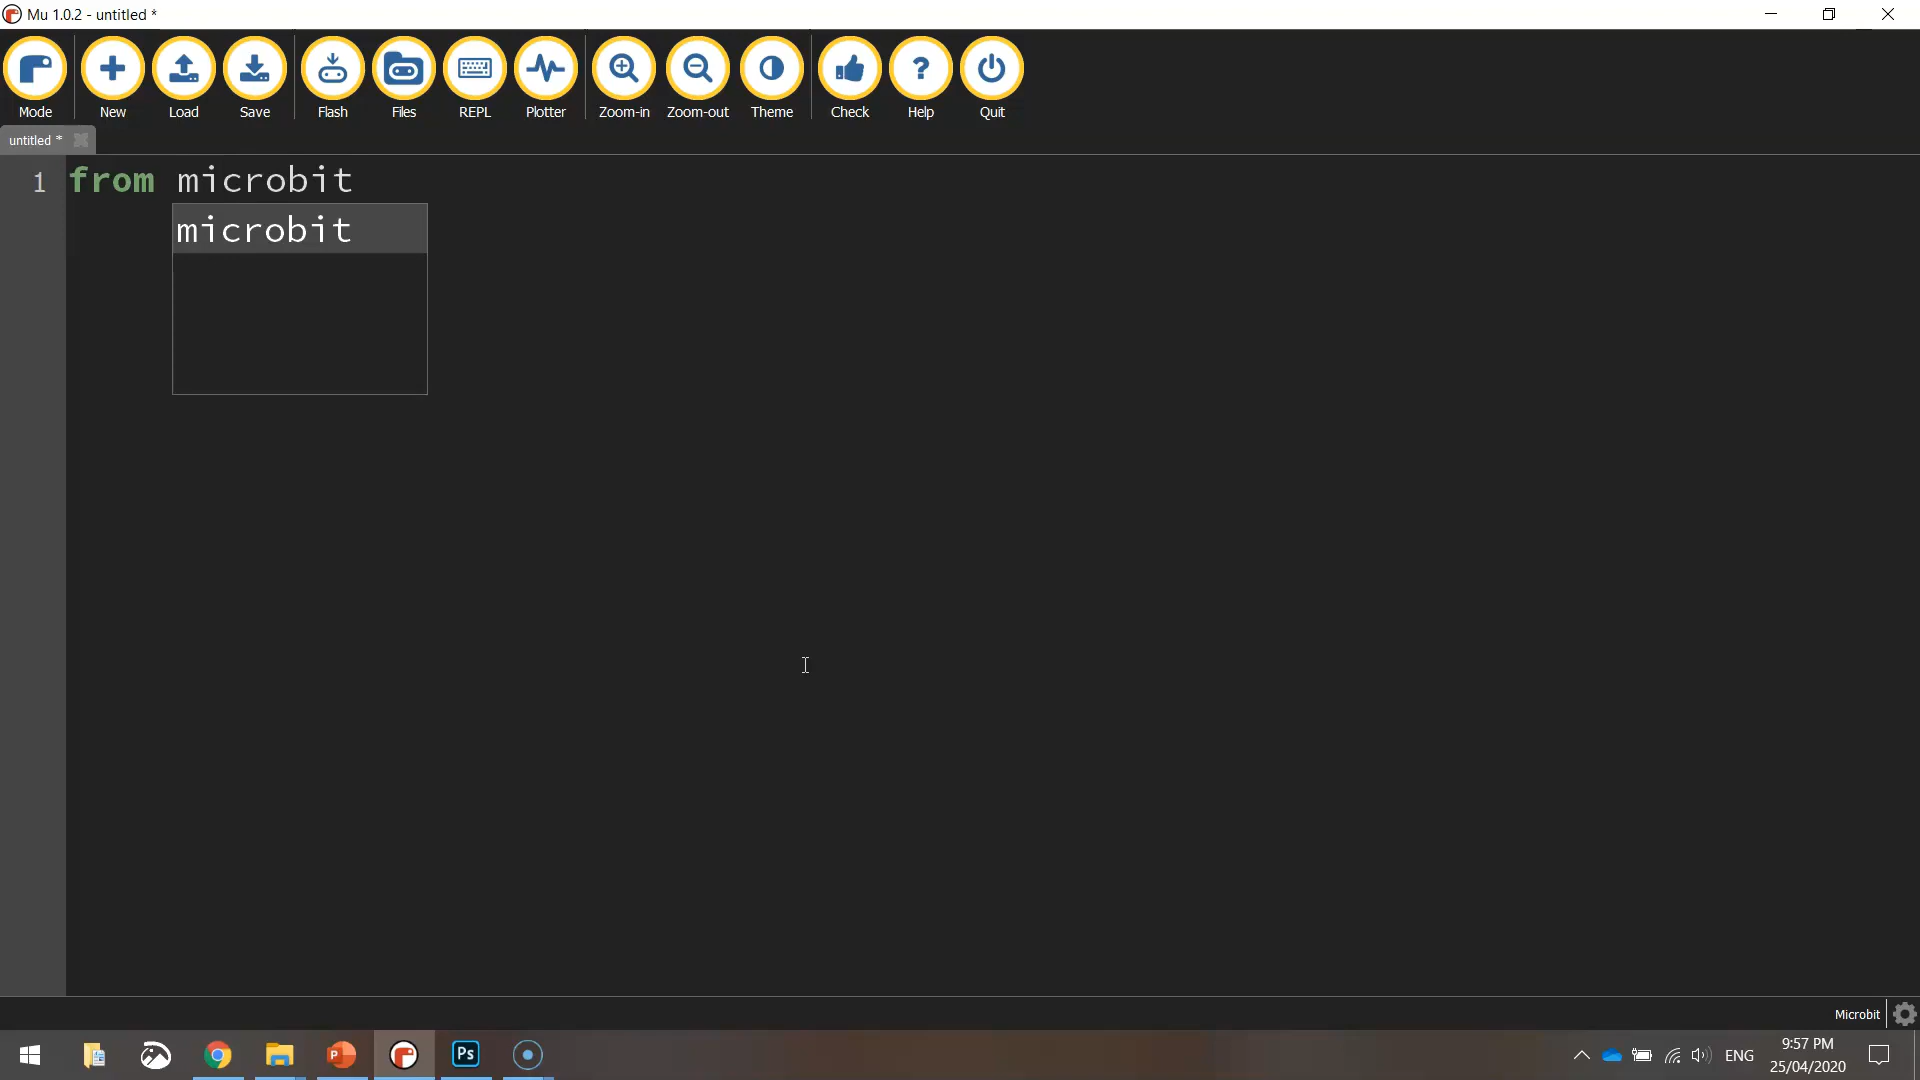 Mu 1.0.2 - untitled *
Mode New Load Save Flash Files REPL Plotter Zoom-in Zoom-out Theme Check Help Quit
untitled *
1 from microbit
microbit
Microbit
P Ps ENG 9:57 PM
25/04/2020